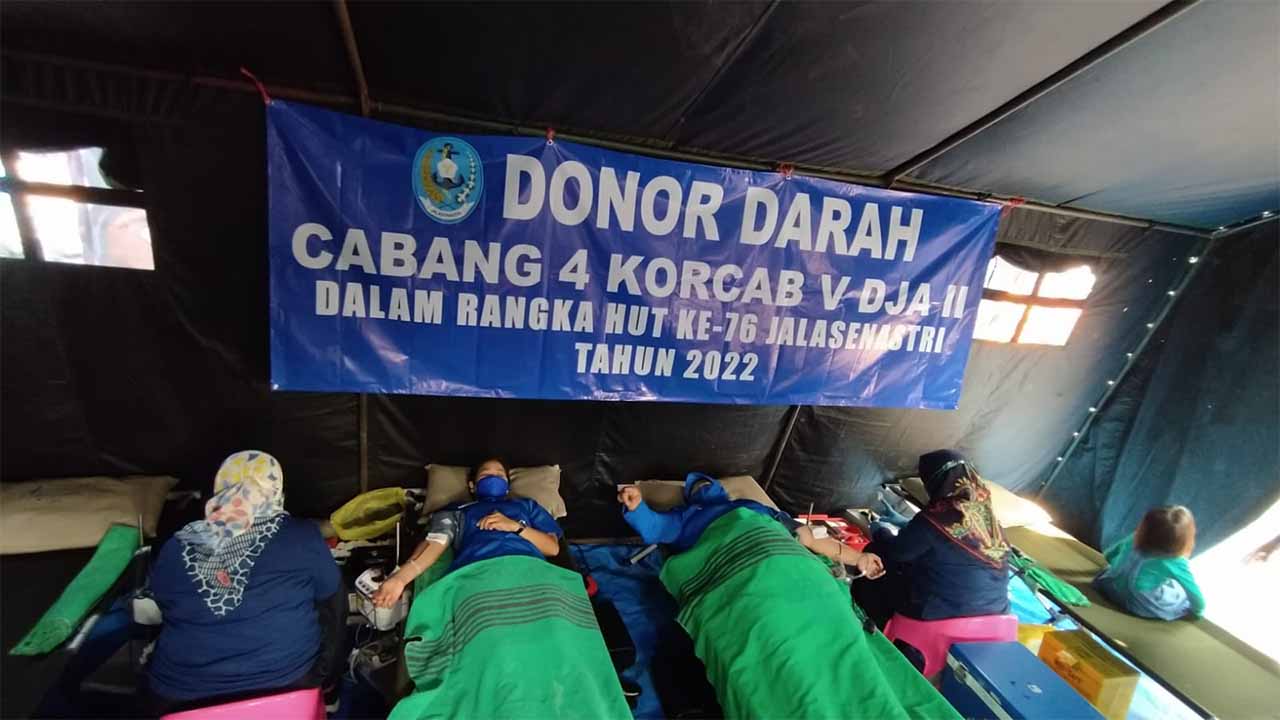 DONOR DARAH
CABANG 4 KORCAB V DJA II
DALAM RANGKA HUT KE-76 JALASENASTRI
TAHUN 2022